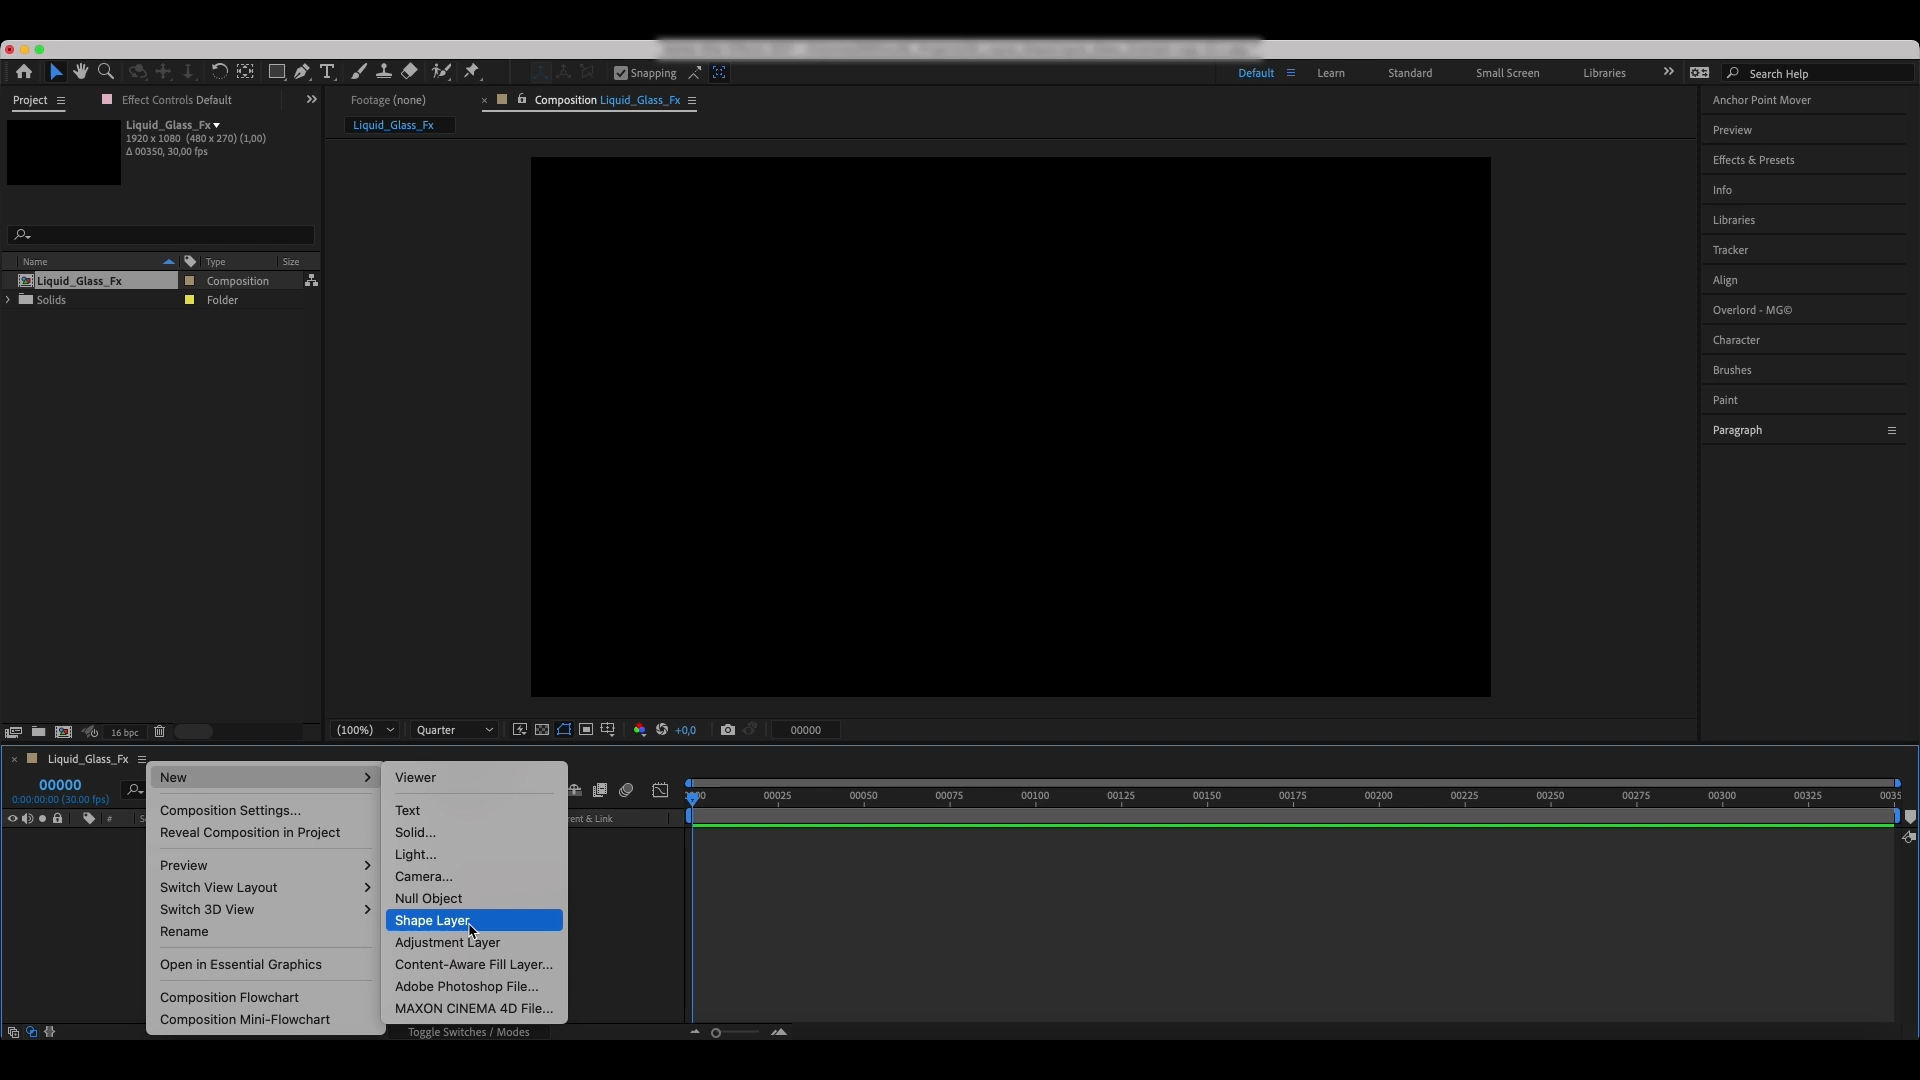 Snapping
Default
Learn
Standard
Small Screen
Libraries
Search Help
Project
Effect Controls Default
Footage (none)
Composition Liquid_Glass_Fx
Liquid_Glass_Fx
Liquid_Glass_Fx
1920 x 1080 (480 x 270) (1,00)
Δ 00350, 30,00 fps
Name
Type
Size
Liquid_Glass_Fx
Composition
Solids
Folder
Anchor Point Mover
Preview
Effects & Presets
Info
Libraries
Tracker
Align
Overlord - MG©
Character
Brushes
Paint
Paragraph
16 bpc
(100%)
Quarter
+0,0
00000
Liquid_Glass_Fx
00000
0:00:00:00 (30.00 fps)
#
New
Composition Settings...
Reveal Composition in Project
Preview
Switch View Layout
Switch 3D View
Rename
Open in Essential Graphics
Composition Flowchart
Composition Mini-Flowchart
Viewer
Text
Solid...
Light...
Camera...
Null Object
Shape Layer
Adjustment Layer
Content-Aware Fill Layer...
Adobe Photoshop File...
MAXON CINEMA 4D File...
rent & Link
00025
00050
00075
00100
00125
00150
00175
00200
00225
00250
00275
00300
00325
0035
Toggle Switches / Modes